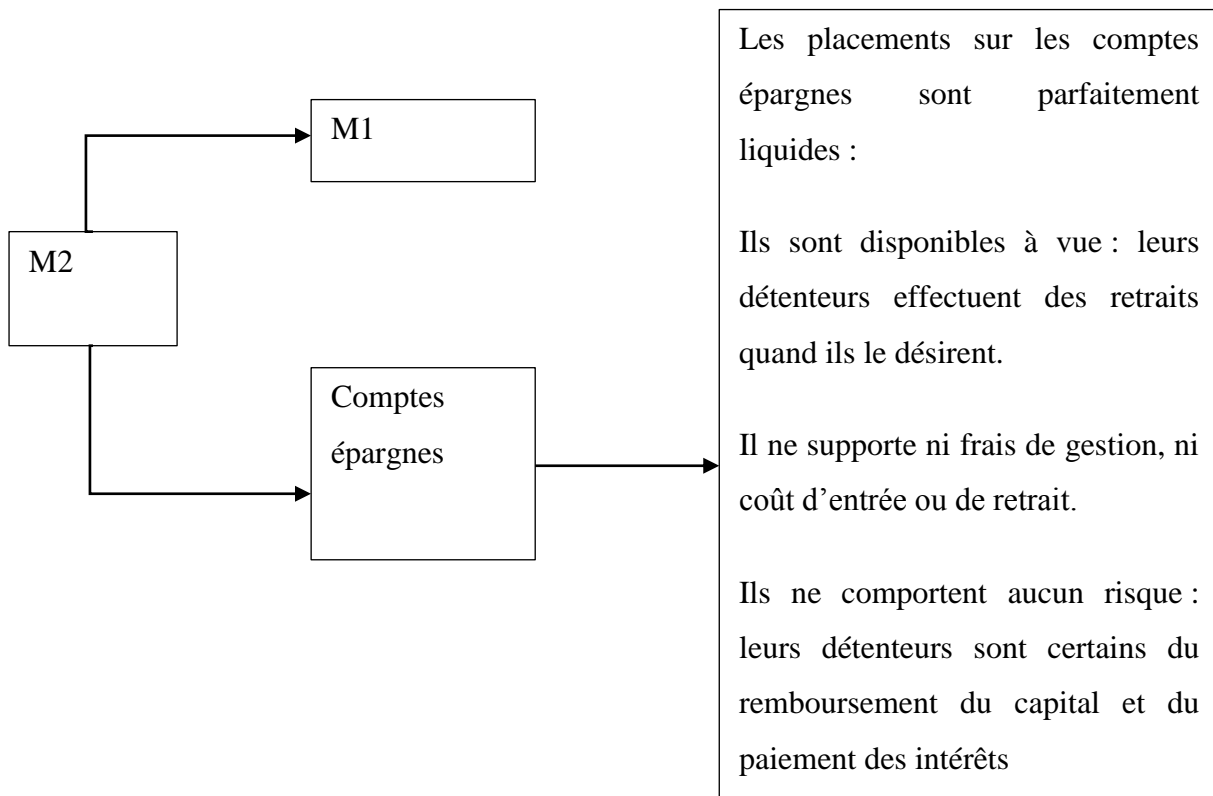 M2
M1
Comptes
épargnes
Les placements sur les comptes
épargnes sont parfaitement
liquides :
Ils sont disponibles à vue : leurs
détenteurs effectuent des retraits
quand ils le désirent.
Il ne supporte ni frais de gestion, ni
coût d’entrée ou de retrait.
Ils ne comportent aucun risque :
leurs détenteurs sont certains du
remboursement du capital et du
paiement des intérêts